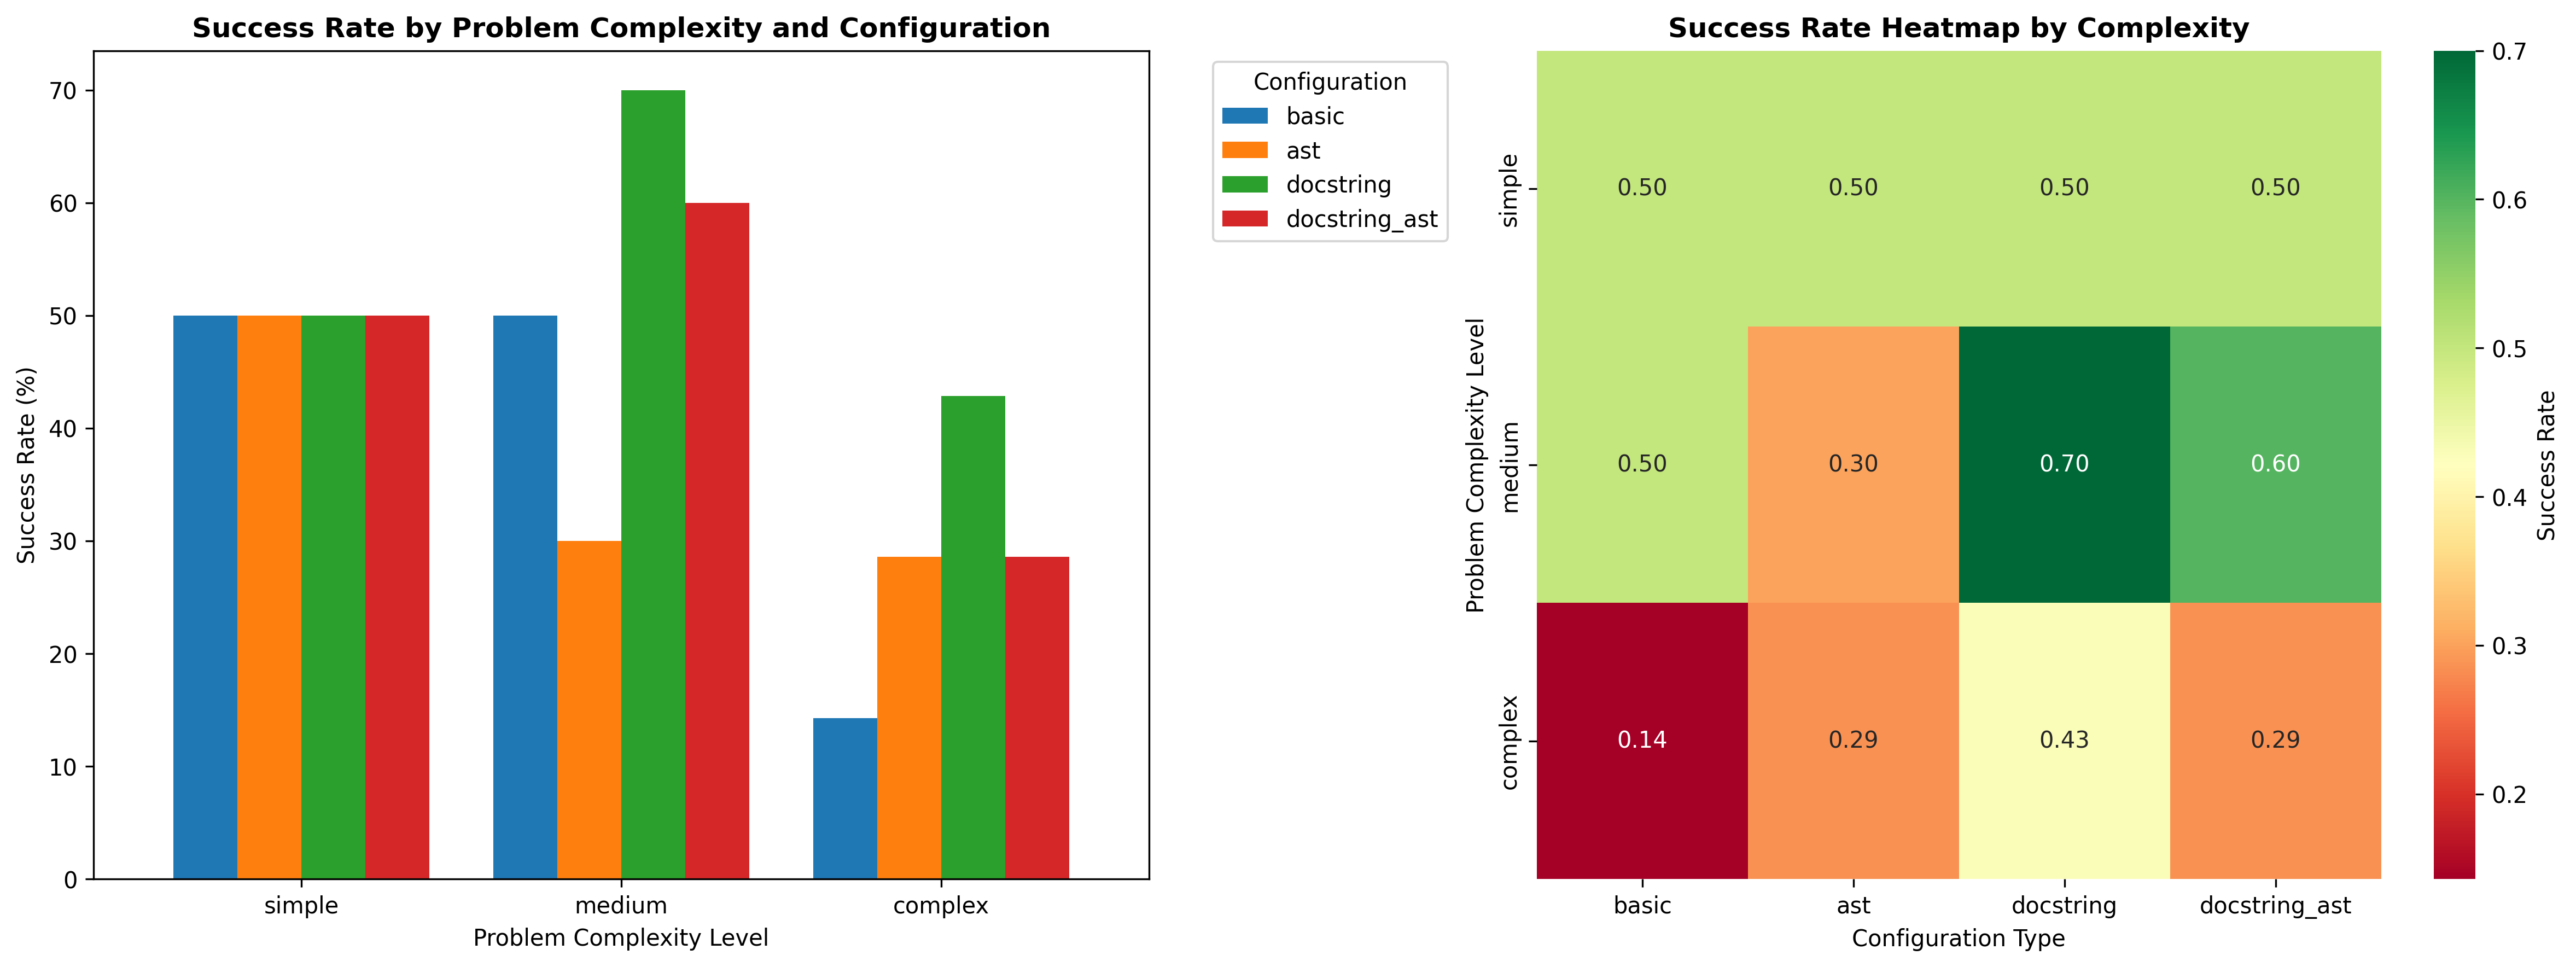 Success Rate by Problem Complexity and Configuration
Success Rate (%)
70
60
50
40
30
20
10
0
simple medium complex
Problem Complexity Level
Configuration
basic
ast
docstring
docstring_ast
Success Rate Heatmap by Complexity
Problem Complexity Level
simple
0.50 0.50 0.50 0.50
medium
0.50 0.30 0.70 0.60
complex
0.14 0.29 0.43 0.29
basic ast docstring docstring_ast
Configuration Type
0.7
0.6
0.5
0.4
0.3
0.2
Success Rate